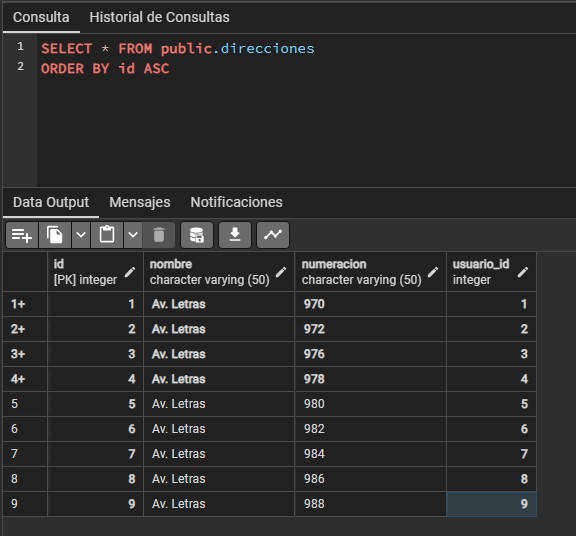 Consulta Historial de Consultas
1 SELECT * FROM public.direcciones
2 ORDER BY id ASC
Data Output Mensajes Notificaciones
id nombre numeracion usuario_id
[PK] integer character varying (50) character varying (50) integer
1+ 1 Av. Letras 970 1
2+ 2 Av. Letras 972 2
3+ 3 Av. Letras 976 3
4+ 4 Av. Letras 978 4
5 5 Av. Letras 980 5
6 6 Av. Letras 982 6
7 7 Av. Letras 984 7
8 8 Av. Letras 986 8
9 9 Av. Letras 988 9